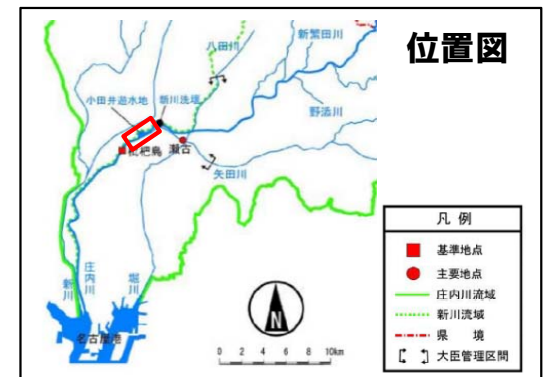 位置図
新繁田川
八田川
小田井遊水地
新川洗堰
野添川
枇杷島
瀬古
矢田川
新川
庄内川
堀川
名古屋港
N
0 2 4 6 8 10km
凡例
基準地点
主要地点
庄内川流域
新川流域
県境
大臣管理区間